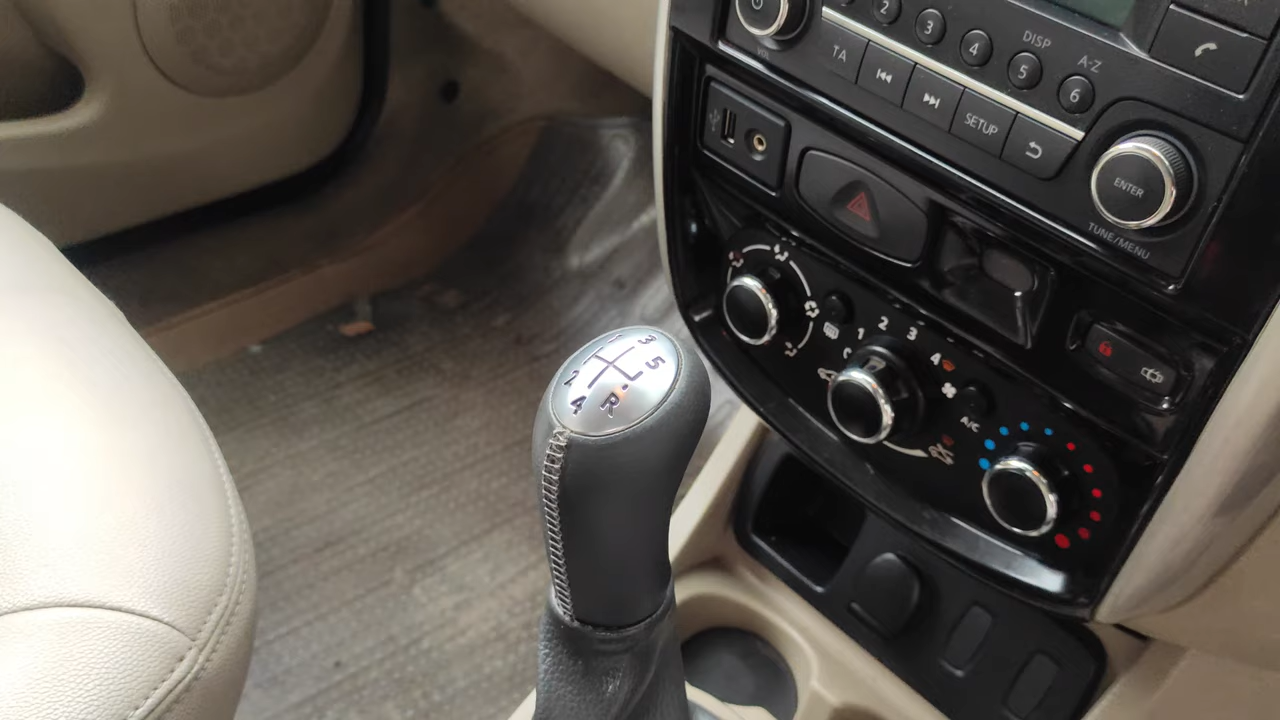 VOL
2
3
4
5
6
DISP
A-Z
TA
SETUP
ENTER
TUNE/MENU
1 2 3 4
A/C
1 3 5
2 4 R